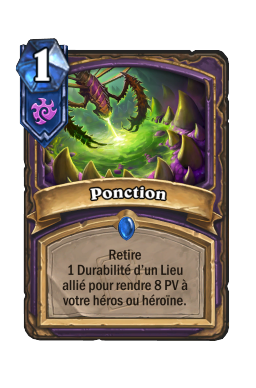 1
Ponction
Retire
1 Durabilité d'un Lieu
allié pour rendre 8 PV à
votre héros ou héroïne.